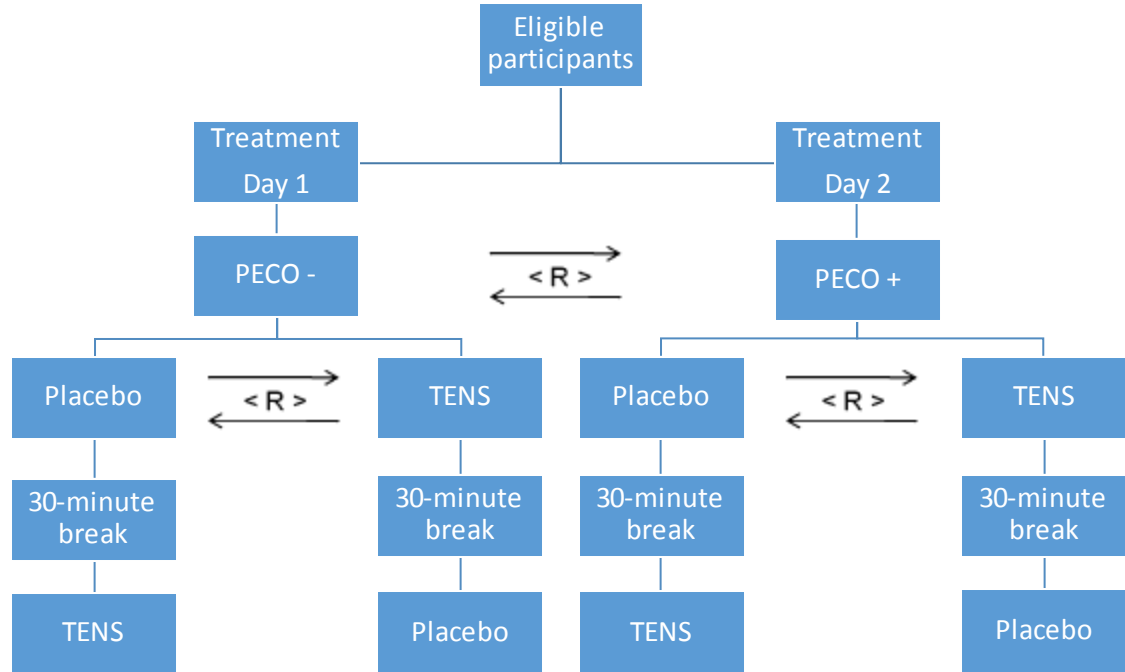 Eligible
participants
Treatment
Day 1
Treatment
Day 2
PECO -
< R >
PECO +
Placebo
< R >
TENS
Placebo
< R >
TENS
30-minute
break
30-minute
break
30-minute
break
30-minute
break
TENS
Placebo
TENS
Placebo